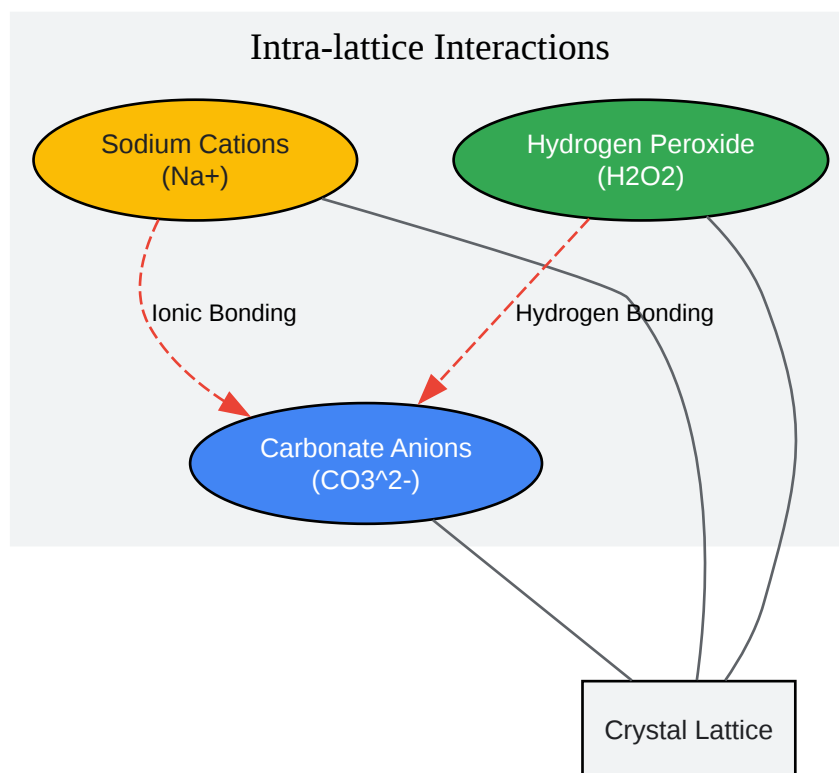 Intra-lattice Interactions
Sodium Cations
(Na+)
Hydrogen Peroxide
(H2O2)
Ionic Bonding
Hydrogen Bonding
Carbonate Anions
(CO3^2-)
Crystal Lattice